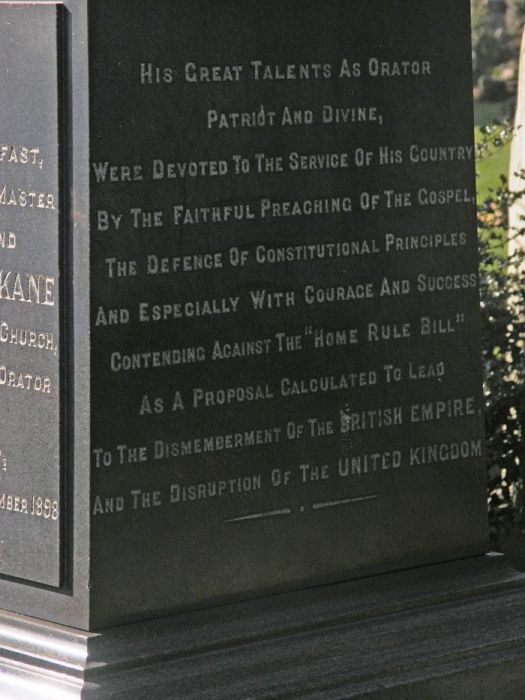 FAST,
MASTER
ND
KANE
CHURCH,
ORATOR
MBER 1898
HIS GREAT TALENTS AS ORATOR
PATRIOT AND DIVINE,
WERE DEVOTED TO THE SERVICE OF HIS COUNTRY
BY THE FAITHFUL PREACHING OF THE GOSPEL,
THE DEFENCE OF CONSTITUTIONAL PRINCIPLES
AND ESPECIALLY WITH COURAGE AND SUCCESS
CONTENDING AGAINST THE "HOME RULE BILL"
AS A PROPOSAL CALCULATED TO LEAD
TO THE DISMEMBERMENT OF THE BRITISH EMPIRE,
AND THE DISRUPTION OF THE UNITED KINGDOM